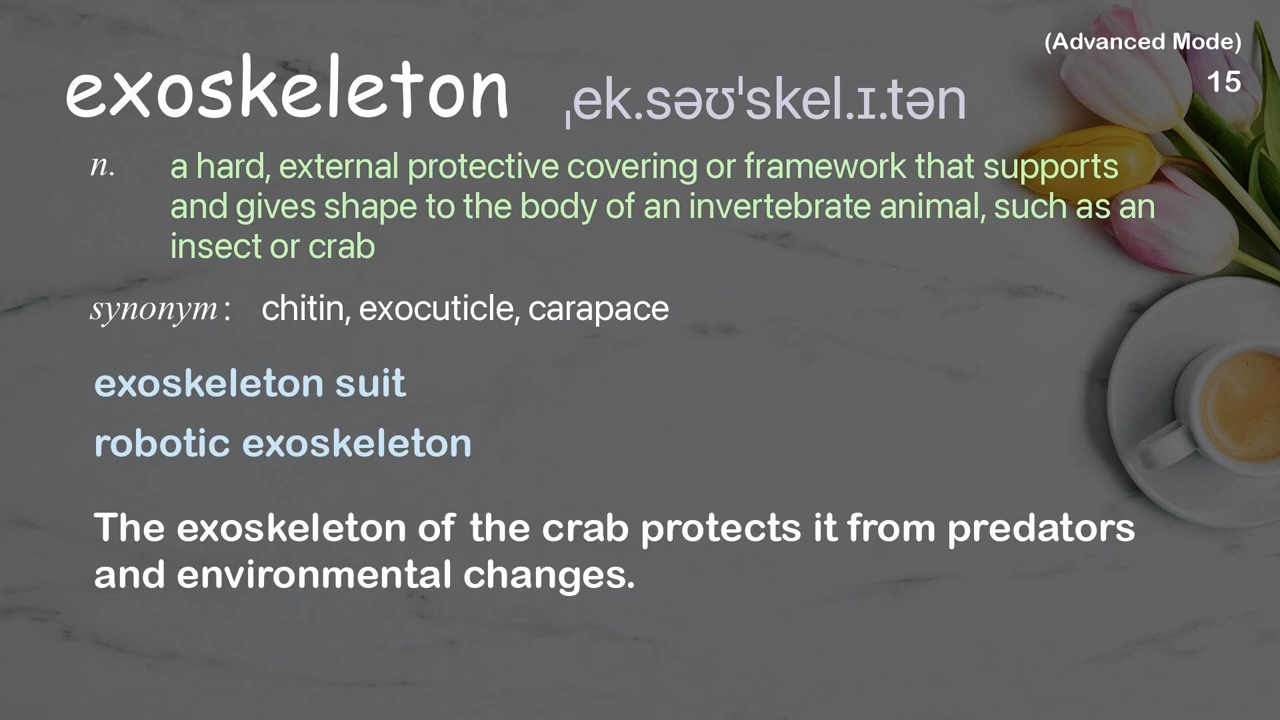 (Advanced Mode)
exoskeleton ˌek.səʊˈskel.ɪ.tən
15
n. a hard, external protective covering or framework that supports
and gives shape to the body of an invertebrate animal, such as an
insect or crab
synonym : chitin, exocuticle, carapace
exoskeleton suit
robotic exoskeleton
The exoskeleton of the crab protects it from predators
and environmental changes.